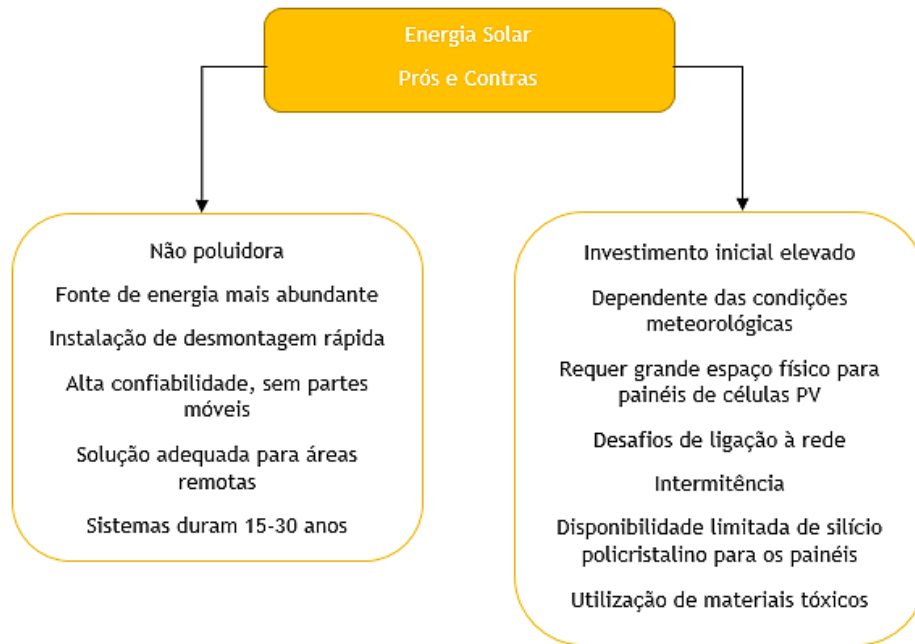 Energia Solar
Prós e Contras
Não poluidora
Fonte de energia mais abundante
Instalação de desmontagem rápida
Alta confiabilidade, sem partes
móveis
Solução adequada para áreas
remotas
Sistemas duram 15-30 anos
Investimento inicial elevado
Dependente das condições
meteorológicas
Requer grande espaço físico para
painéis de células PV
Desafios de ligação à rede
Intermitência
Disponibilidade limitada de silício
policristalino para os painéis
Utilização de materiais tóxicos